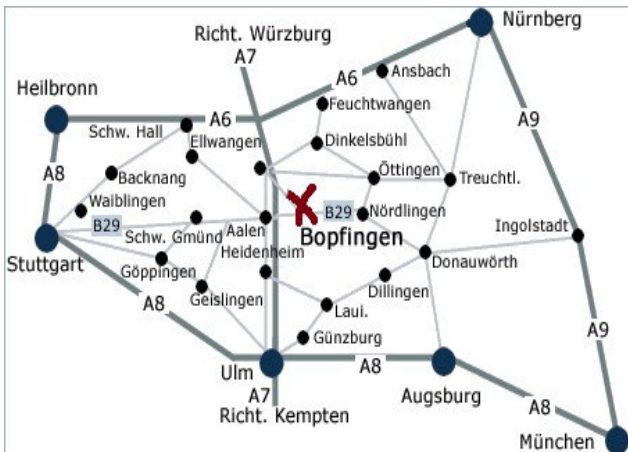 Nürnberg
Richt. Würzburg
A7
A6
Ansbach
Heilbronn
Feuchtwangen
A9
A6
Schw. Hall
Ellwangen
Dinkelsbühl
A8
Backnang
Öttingen
Treuchtl.
Waiblingen
B29
Schw. Gmünd
Aalen
B29
Nördlingen
Ingolstadt
Bopfingen
Stuttgart
Göppingen
Heidenheim
Donauwörth
Geislingen
Dillingen
A8
Laui.
A9
Günzburg
Ulm
A8
A7
Augsburg
A8
Richt. Kempten
München